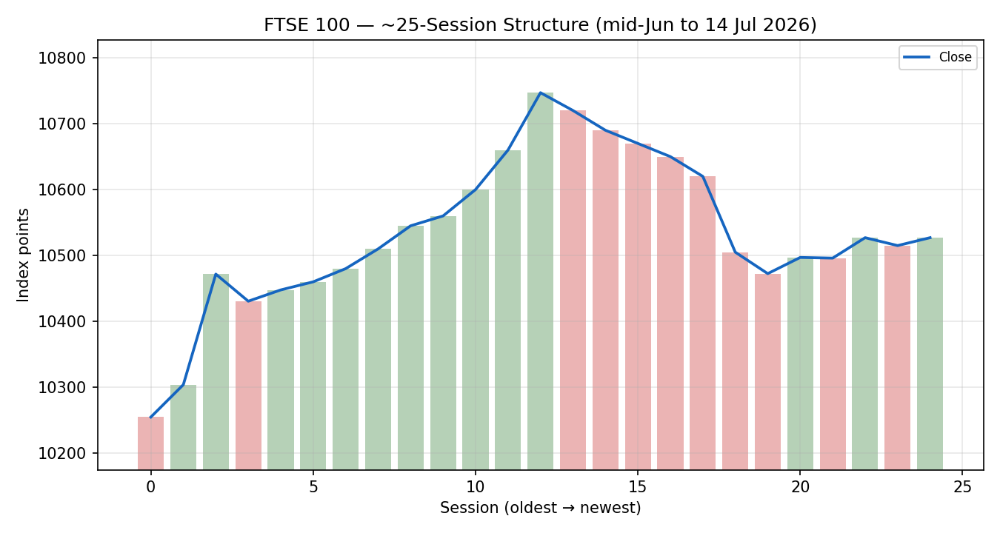 FTSE 100 — ~25-Session Structure (mid-Jun to 14 Jul 2026)
Close
Index points
10800
10700
10600
10500
10400
10300
10200
0 5 10 15 20 25
Session (oldest → newest)